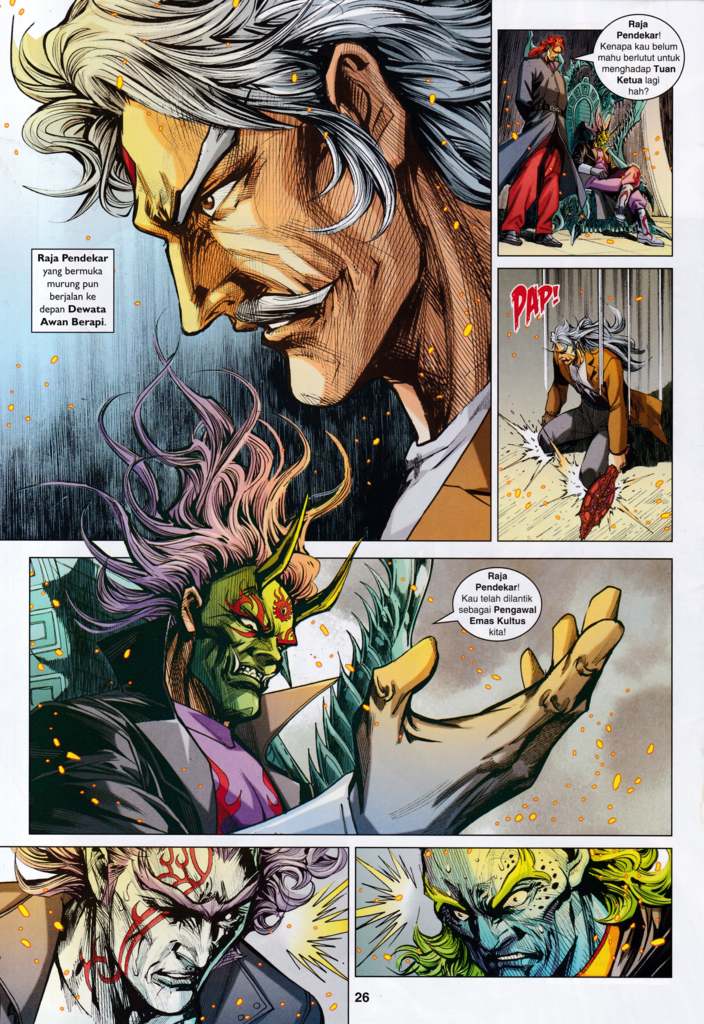 Raja Pendekar
yang bermuka
murung pun
berjalan ke
depan Dewata
Awan Berapi.
Raja
Pendekar!
Kenapa kau belum
mahu berlutut untuk
menghadap Tuan
Ketua lagi
hah?
PAP!
Raja
Pendekar!
Kau telah dilantik
sebagai Pengawal
Emas Kultus
kita!
26